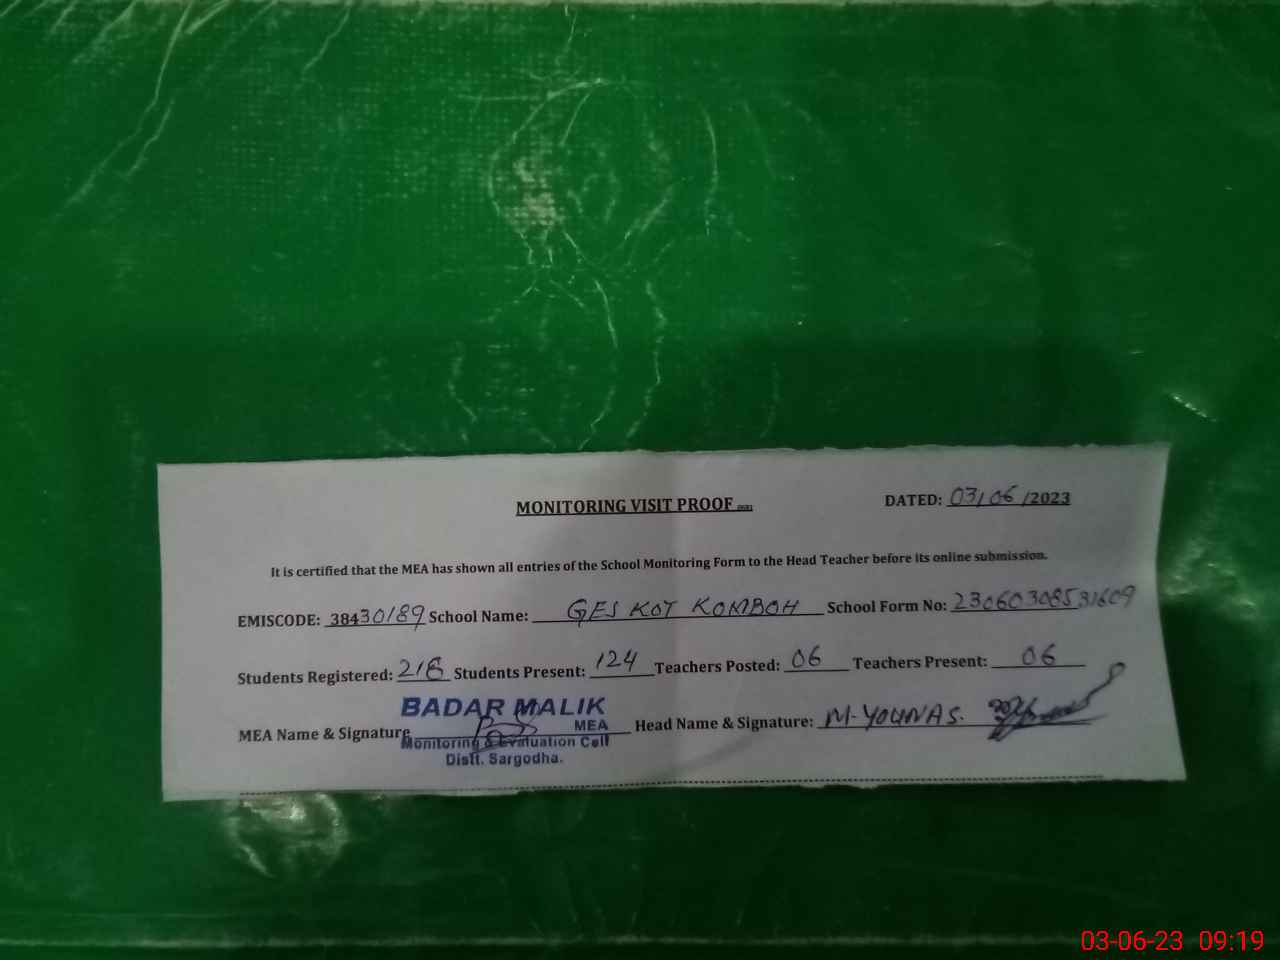 MONITORING VISIT PROOF
DATED: 03/06/2023
It is certified that the MEA has shown all entries of the School Monitoring Form to the Head Teacher before its online submission.
EMISCODE: 38430189 School Name: GES KOT KOMBOH School Form No: 23060308531609
Students Registered: 218 Students Present: 124 Teachers Posted: 06 Teachers Present: 06
BADAR MALIK
MEA
MEA Name & Signature Head Name & Signature: M. YOUNAS.
Monitoring & Evaluation Cell
Distt. Sargodha.
03-06-23 09:19